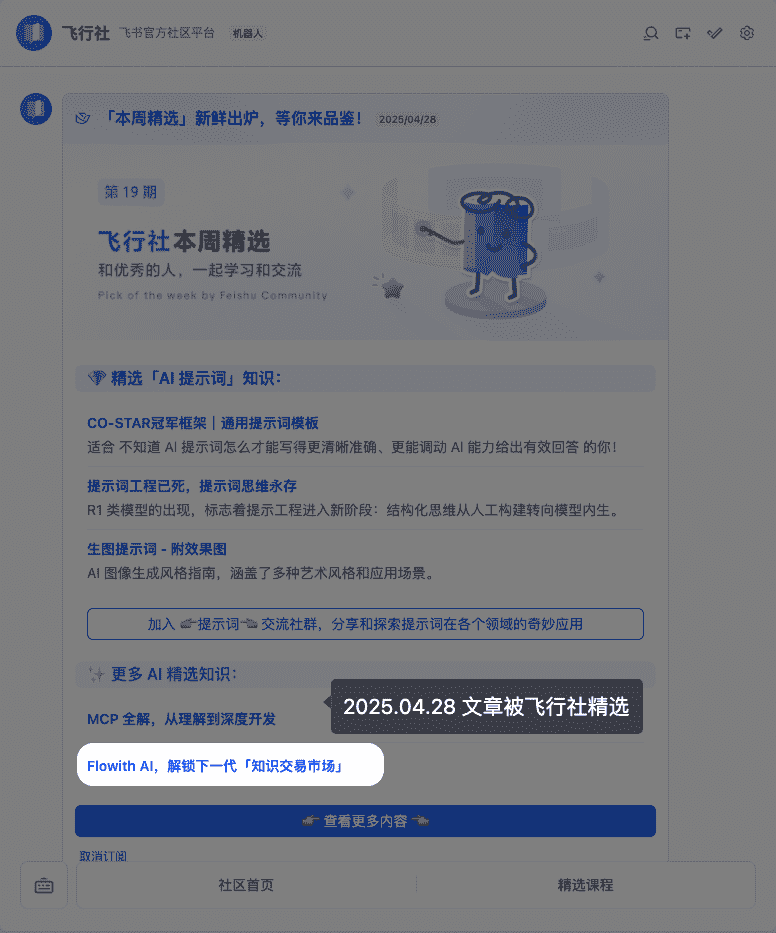 飞行社 飞书官方社区平台 机器人
「本周精选」新鲜出炉，等你来品鉴！ 2025/04/28
第 19 期
飞行社本周精选
和优秀的人，一起学习和交流
Pick of the week by Feishu Community
精选「AI 提示词」知识：
CO-STAR冠军框架｜通用提示词模板
适合 不知道 AI 提示词怎么才能写得更清晰准确、更能调动 AI 能力给出有效回答 的你！
提示词工程已死，提示词思维永存
R1 类模型的出现，标志着提示工程进入新阶段：结构化思维从人工构建转向模型内生。
生图提示词 - 附效果图
AI 图像生成风格指南，涵盖了多种艺术风格和应用场景。
加入 👉提示词👈 交流社群，分享和探索提示词在各个领域的奇妙应用
更多 AI 精选知识：
2025.04.28 文章被飞行社精选
MCP 全解，从理解到深度开发
Flowith AI，解锁下一代「知识交易市场」
👉 查看更多内容 👈
取消订阅
社区首页 精选课程